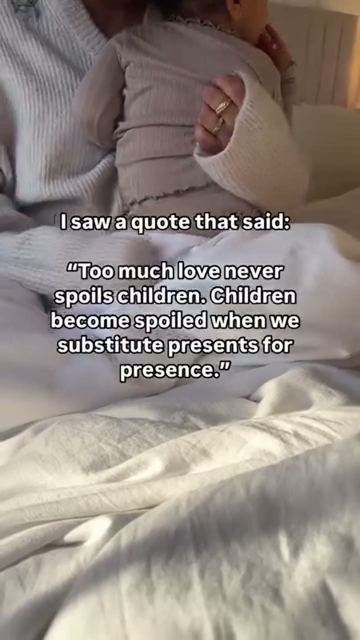 I saw a quote that said:
“Too much love never
spoils children. Children
become spoiled when we
substitute presents for
presence.”